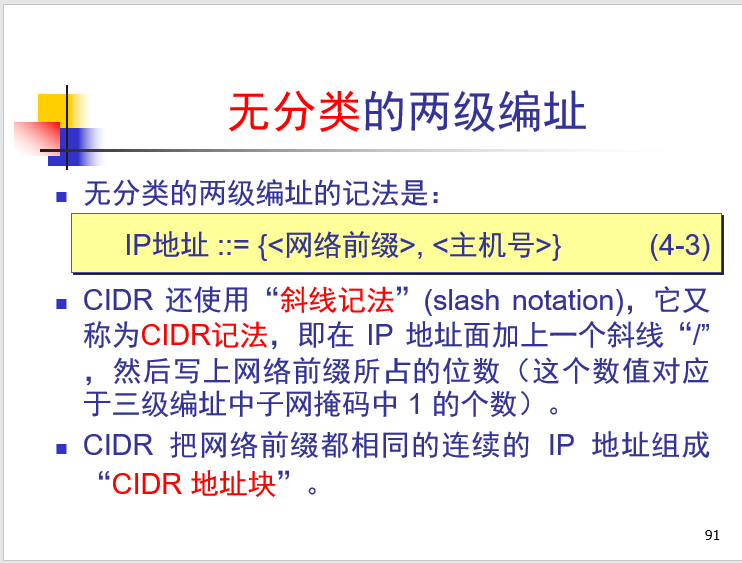 无分类的两级编址
无分类的两级编址的记法是：
IP地址 ::= {<网络前缀>, <主机号>} (4-3)
CIDR 还使用“斜线记法”(slash notation)，它又
称为CIDR记法，即在 IP 地址面加上一个斜线“/”
，然后写上网络前缀所占的位数（这个数值对应
于三级编址中子网掩码中 1 的个数）。
CIDR 把网络前缀都相同的连续的 IP 地址组成
“CIDR 地址块”。
91